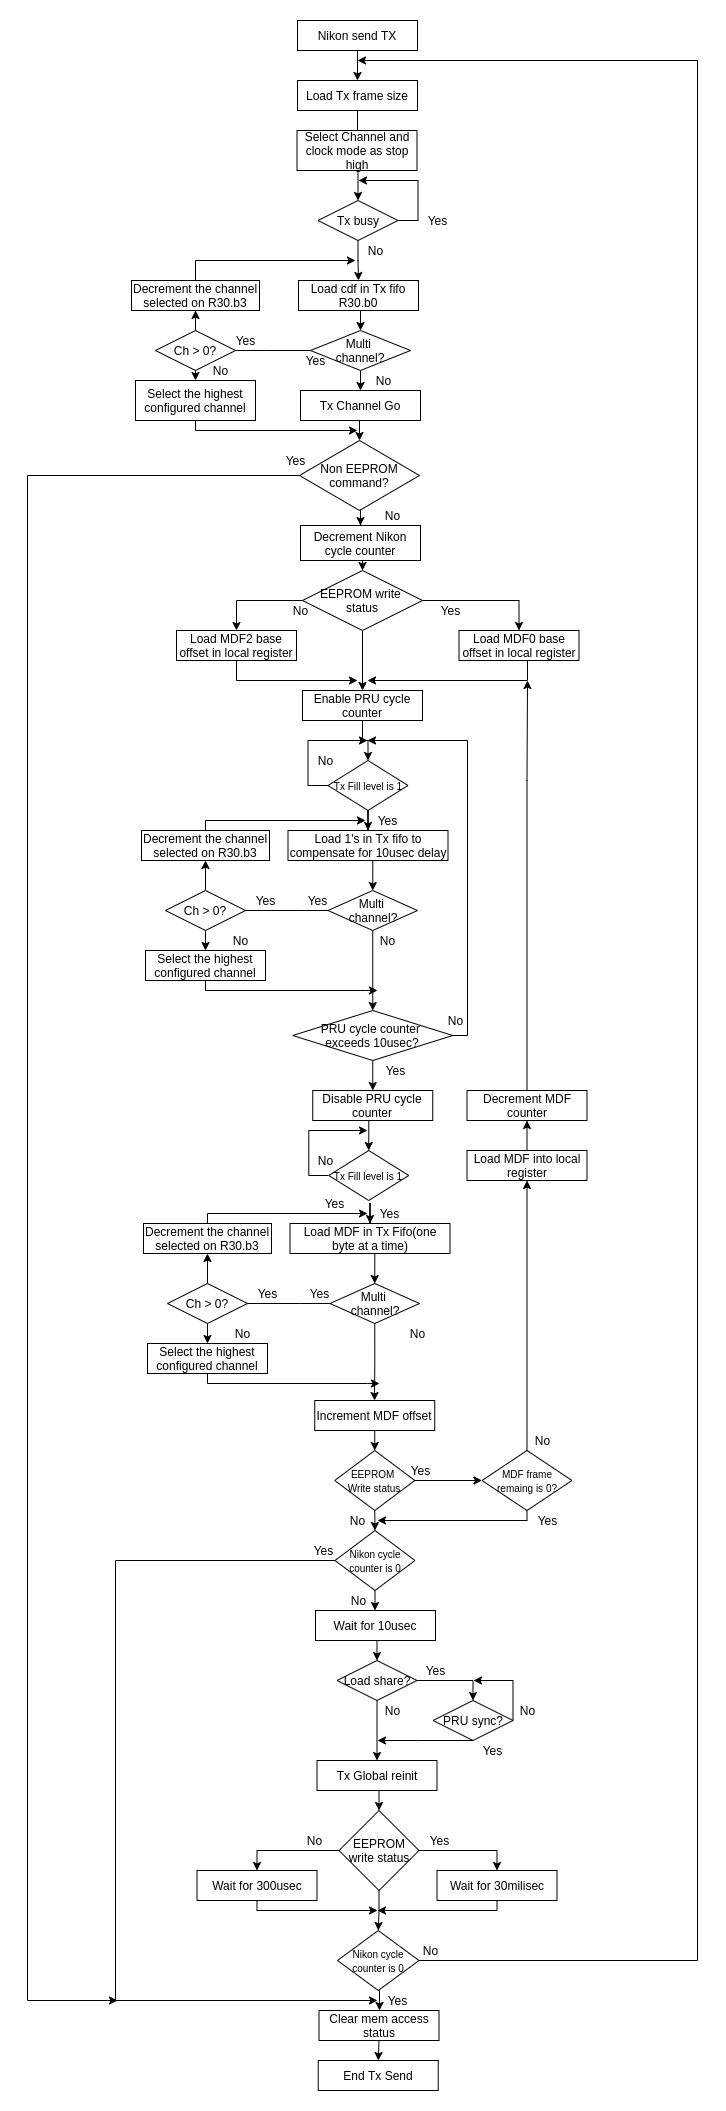 Nikon send TX
Load Tx frame size
Select Channel and
clock mode as stop
high
Tx busy
Yes
No
Decrement the channel
selected on R30.b3
Load cdf in Tx fifo
R30.b0
Ch > 0?
Yes
Yes
Multi
channel?
No
No
Select the highest
configured channel
Tx Channel Go
Yes
Non EEPROM
command?
No
Decrement Nikon
cycle counter
EEPROM write
status
No
Yes
Load MDF2 base
offset in local register
Load MDF0 base
offset in local register
Enable PRU cycle
counter
No
Tx Fill level is 1
Yes
Decrement the channel
selected on R30.b3
Load 1's in Tx fifo to
compensate for 10usec delay
Ch > 0?
Yes
Yes
Multi
channel?
No
No
Select the highest
configured channel
PRU cycle counter
exceeds 10usec?
No
Yes
Disable PRU cycle
counter
Decrement MDF
counter
No
Tx Fill level is 1
Load MDF into local
register
Yes
Yes
Decrement the channel
selected on R30.b3
Load MDF in Tx Fifo(one
byte at a time)
Ch > 0?
Yes
Yes
Multi
channel?
No
No
Select the highest
configured channel
Increment MDF offset
EEPROM
Write status
Yes
No
MDF frame
remaing is 0?
No
Yes
Yes
Nikon cycle
counter is 0
No
Wait for 10usec
Load share?
Yes
No
PRU sync?
No
Yes
Tx Global reinit
No
EEPROM
write status
Yes
Wait for 300usec
Wait for 30milisec
Nikon cycle
counter is 0
No
Yes
Clear mem access
status
End Tx Send